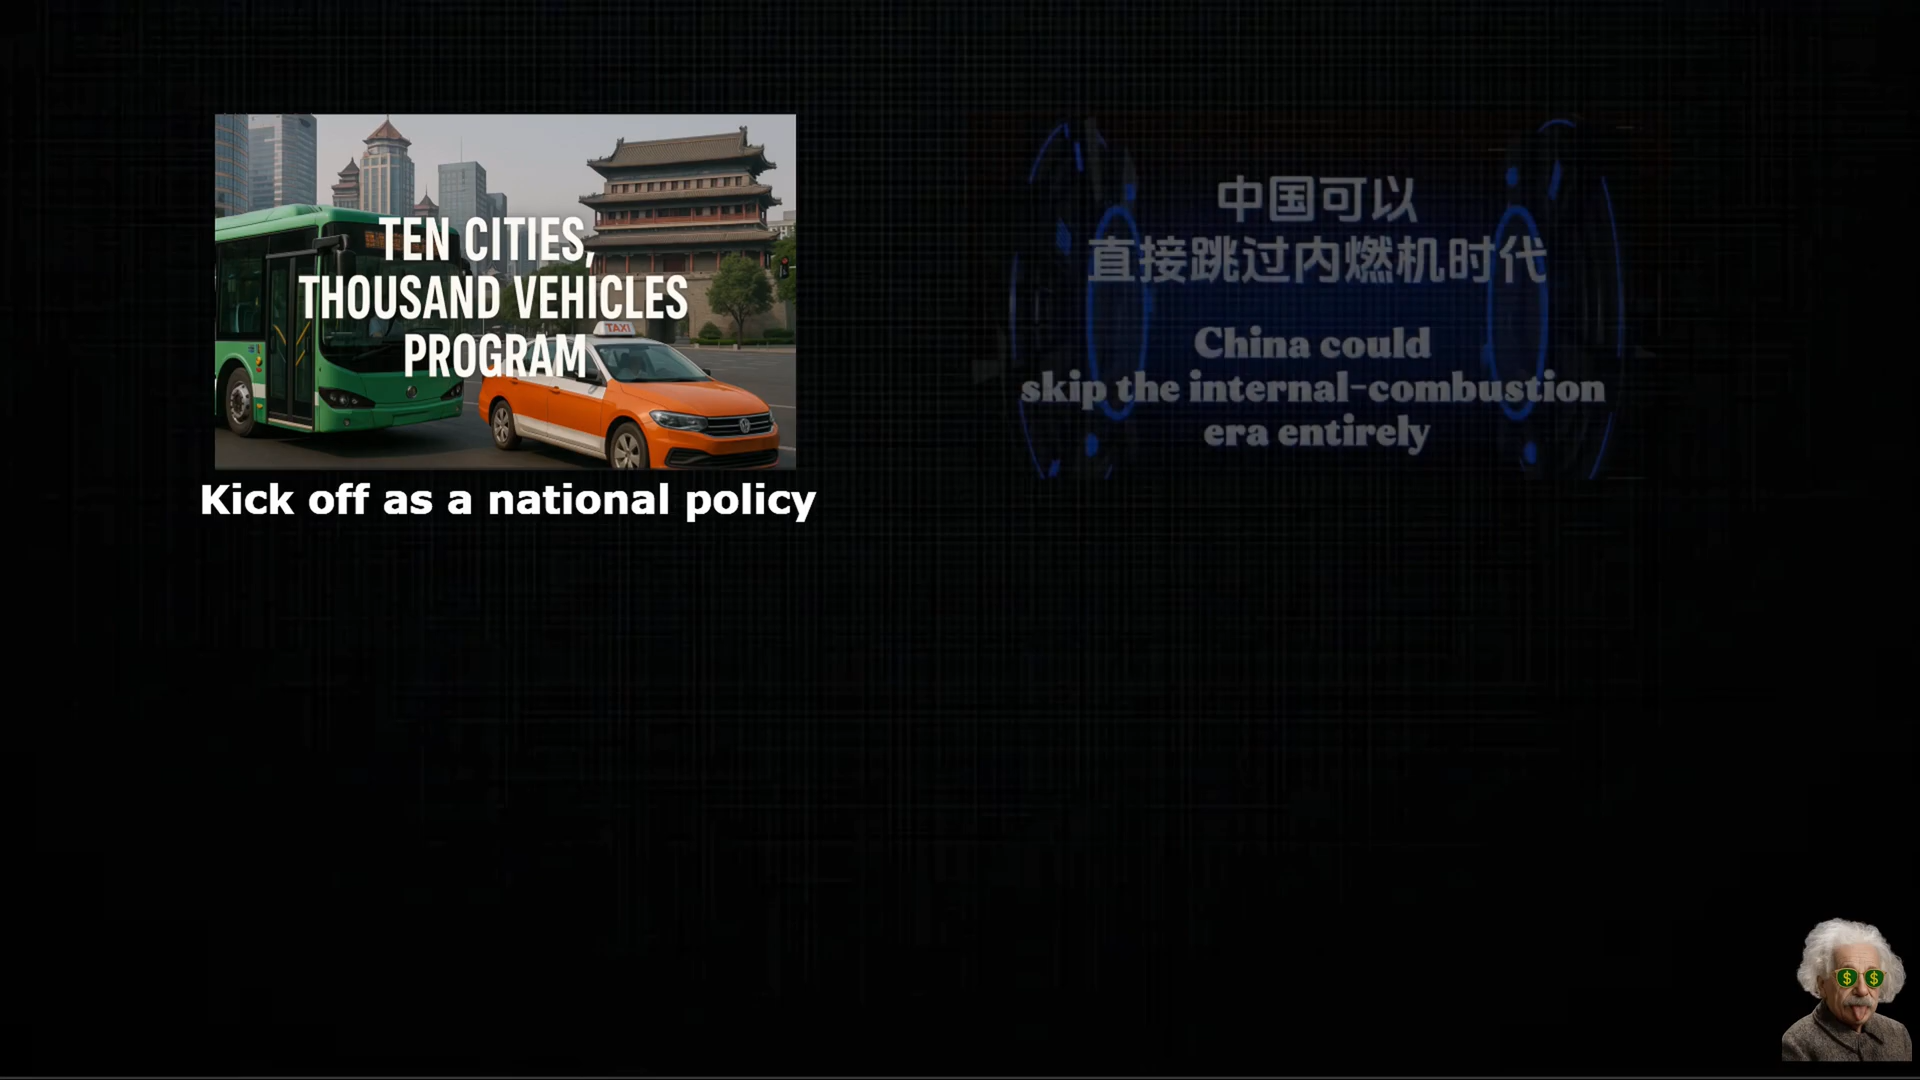 TEN CITIES,
THOUSAND VEHICLES
PROGRAM
TAXI
Kick off as a national policy
中国可以
直接跳过内燃机时代
China could
skip the internal-combustion
era entirely
$ $